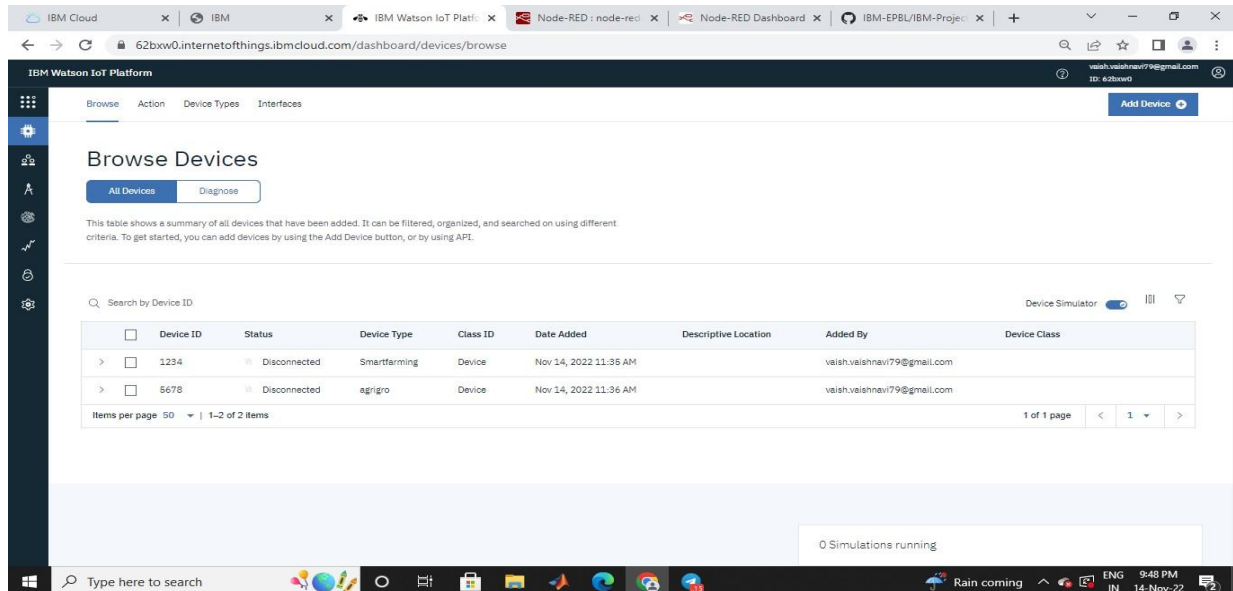 IBM Cloud IBM IBM Watson IoT Platfo Node-RED : node-red Node-RED Dashboard IBM-EPBL/IBM-Project
62bxw0.internetofthings.ibmcloud.com/dashboard/devices/browse
IBM Watson IoT Platform
vaish.vaishnavi79@gmail.com
ID: 62bxw0
Browse Action Device Types Interfaces
Add Device
Browse Devices
All Devices Diagnose
This table shows a summary of all devices that have been added. It can be filtered, organized, and searched on using different
criteria. To get started, you can add devices by using the Add Device button, or by using API.
Search by Device ID
Device Simulator
Device ID Status Device Type Class ID Date Added Descriptive Location Added By Device Class
1234 Disconnected Smartfarming Device Nov 14, 2022 11:35 AM vaish.vaishnavi79@gmail.com
5678 Disconnected agrigro Device Nov 14, 2022 11:36 AM vaish.vaishnavi79@gmail.com
Items per page 50 | 1–2 of 2 items
1 of 1 page < 1 >
0 Simulations running
Type here to search
Rain coming
ENG
IN
9:48 PM
14-Nov-22
2